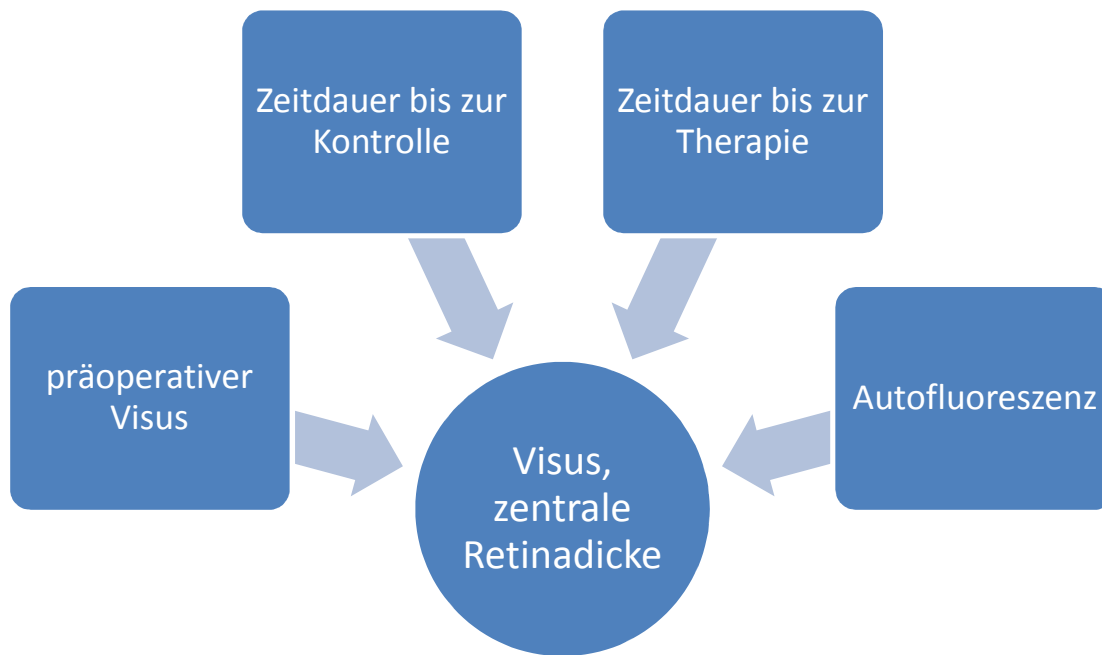 Zeitdauer bis zur
Kontrolle
Zeitdauer bis zur
Therapie
präoperativer
Visus
Autofluoreszenz
Visus,
zentrale
Retinadicke